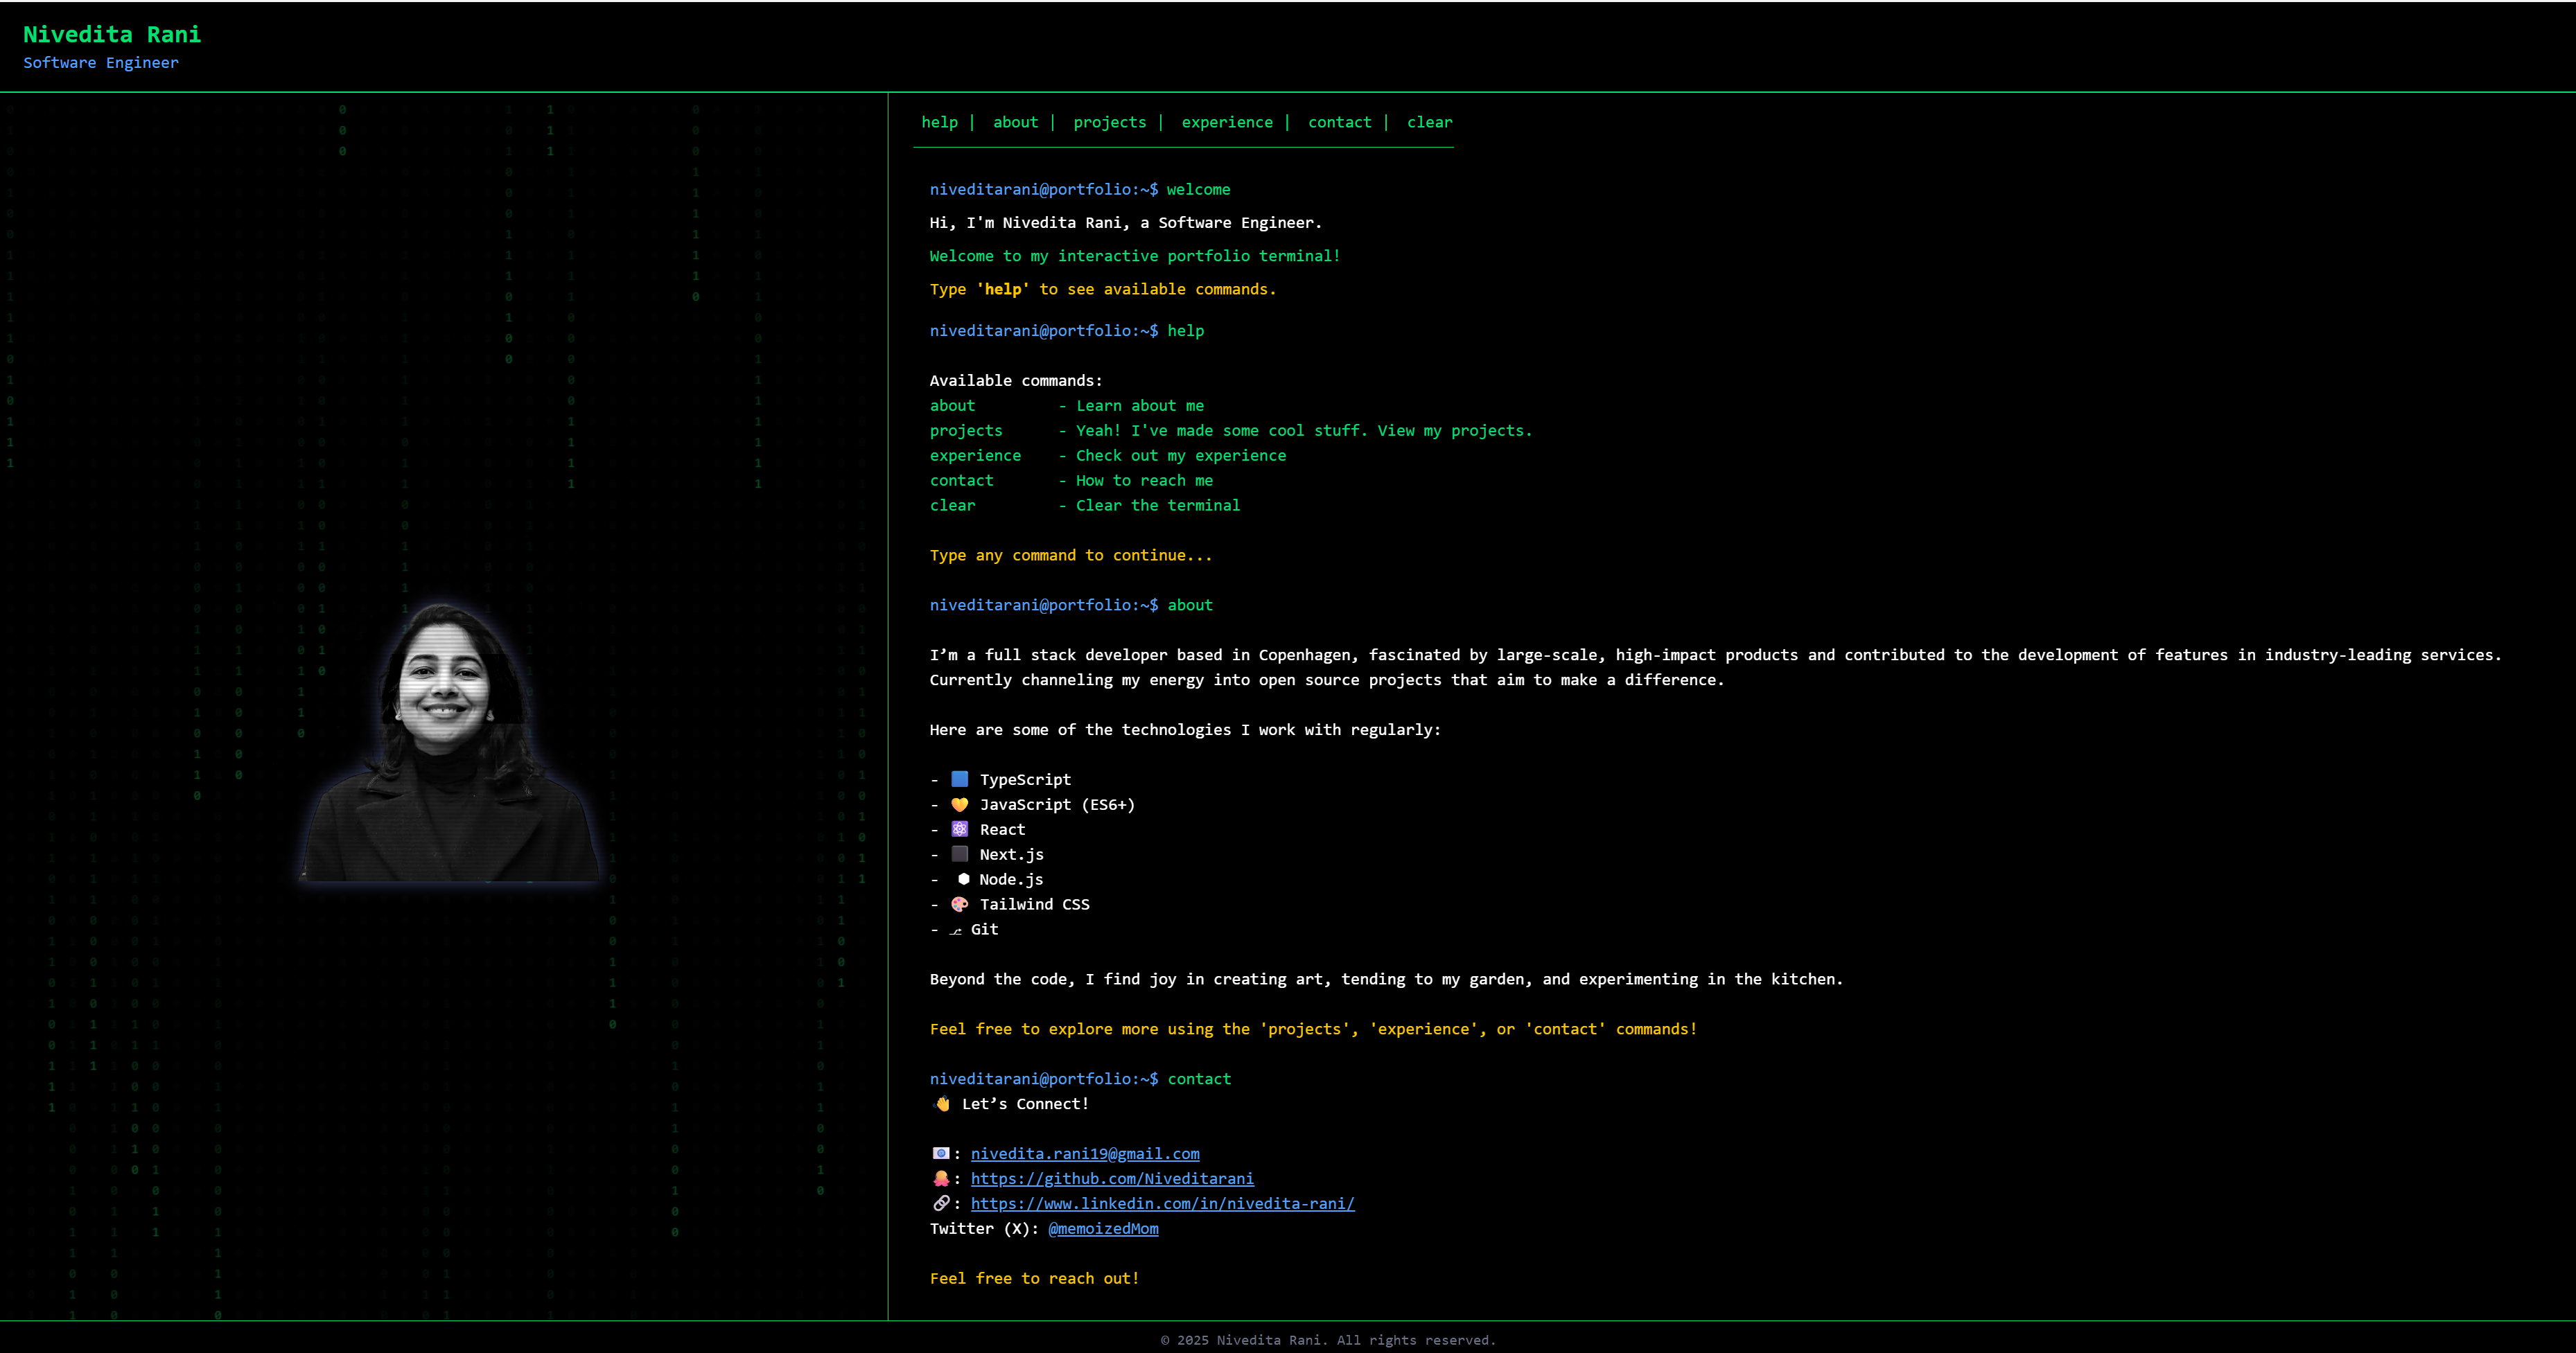 Nivedita Rani
Software Engineer
help | about | projects | experience | contact | clear
niveditarani@portfolio:~$ welcome
Hi, I'm Nivedita Rani, a Software Engineer.
Welcome to my interactive portfolio terminal!
Type 'help' to see available commands.
niveditarani@portfolio:~$ help
Available commands:
about - Learn about me
projects - Yeah! I've made some cool stuff. View my projects.
experience - Check out my experience
contact - How to reach me
clear - Clear the terminal
Type any command to continue...
niveditarani@portfolio:~$ about
I’m a full stack developer based in Copenhagen, fascinated by large-scale, high-impact products and contributed to the development of features in industry-leading services.
Currently channeling my energy into open source projects that aim to make a difference.
Here are some of the technologies I work with regularly:
- 🟦 TypeScript
- 💛 JavaScript (ES6+)
- ⚛️ React
- ⬛ Next.js
- ⬢ Node.js
- 🎨 Tailwind CSS
- ⎇ Git
Beyond the code, I find joy in creating art, tending to my garden, and experimenting in the kitchen.
Feel free to explore more using the 'projects', 'experience', or 'contact' commands!
niveditarani@portfolio:~$ contact
👋 Let’s Connect!
📧: nivedita.rani19@gmail.com
🐙: https://github.com/Niveditarani
🔗: https://www.linkedin.com/in/nivedita-rani/
Twitter (X): @memoizedMom
Feel free to reach out!
© 2025 Nivedita Rani. All rights reserved.